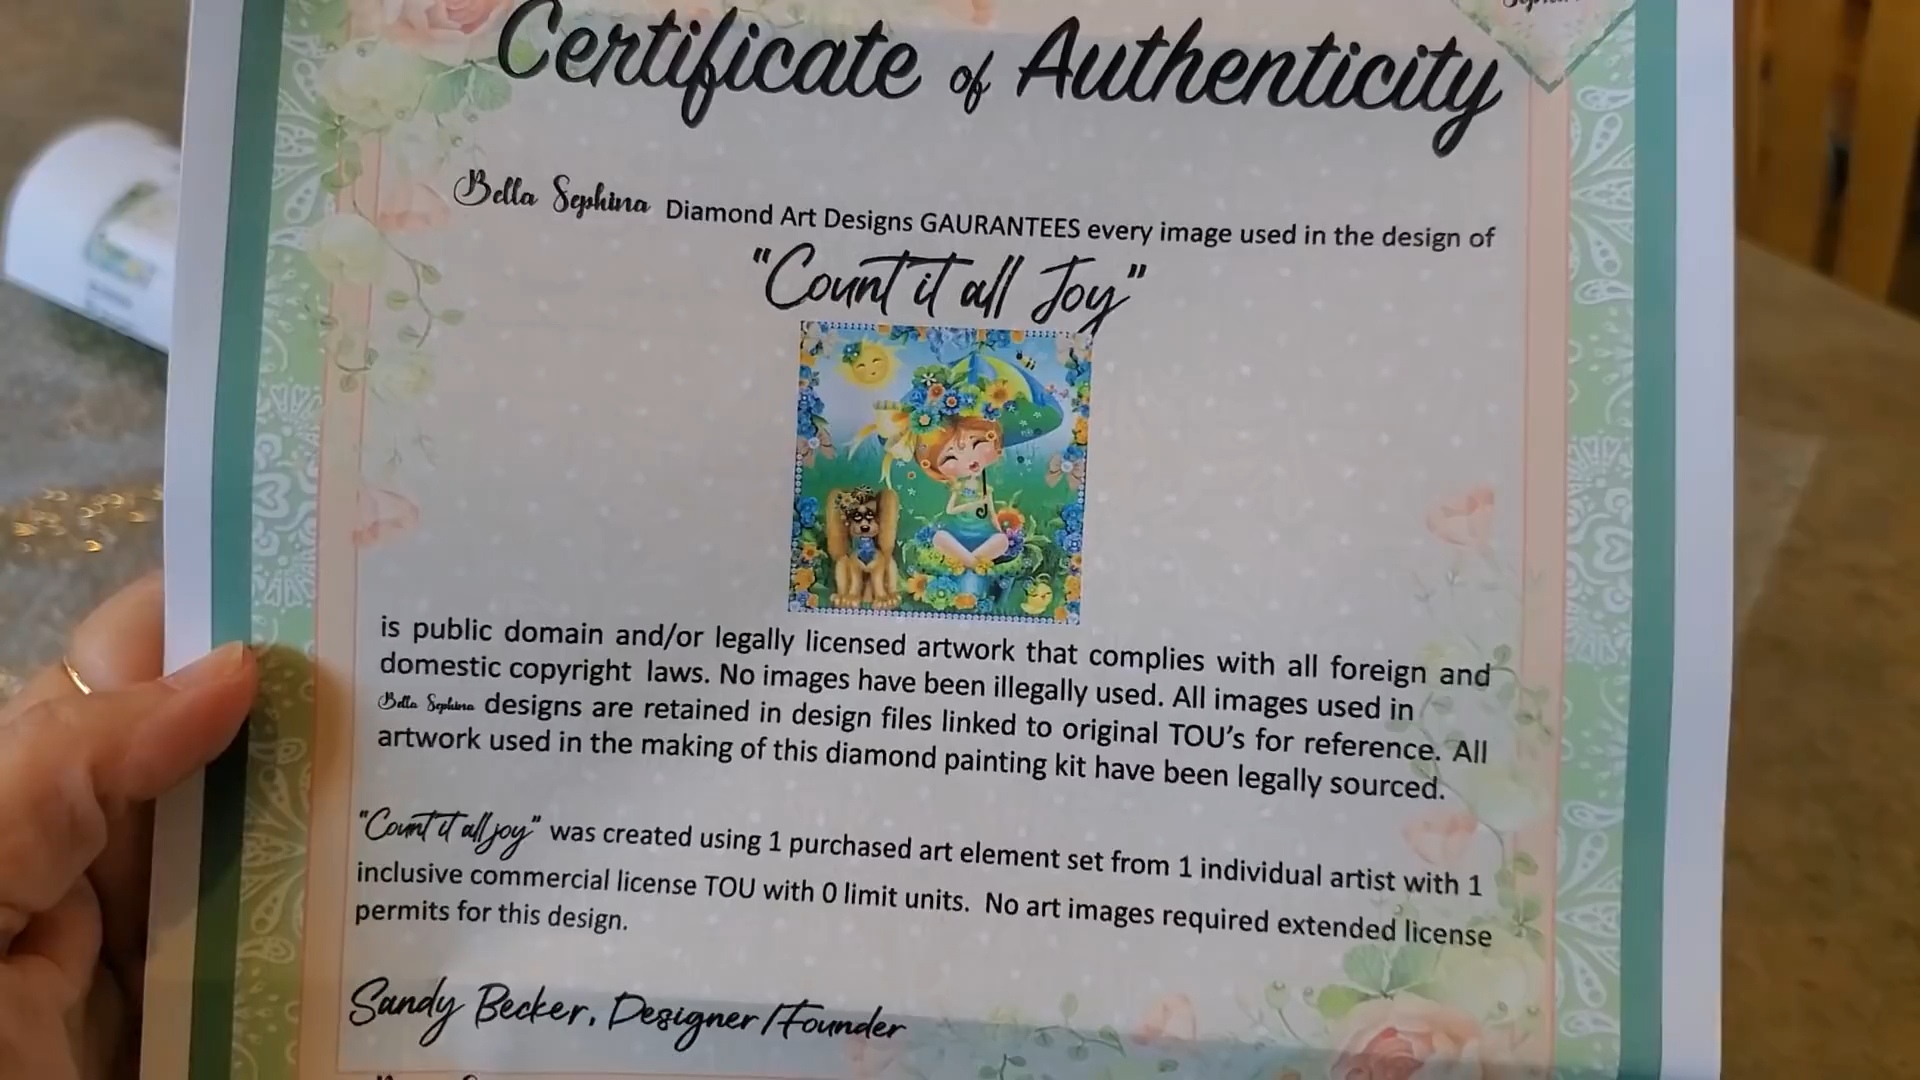 Certificate of Authenticity
Bella Sephina Diamond Art Designs GAURANTEES every image used in the design of
"Count it all Joy"
is public domain and/or legally licensed artwork that complies with all foreign and
domestic copyright laws. No images have been illegally used. All images used in
Bella Sephina designs are retained in design files linked to original TOU's for reference. All
artwork used in the making of this diamond painting kit have been legally sourced.
"Count it all joy" was created using 1 purchased art element set from 1 individual artist with 1
inclusive commercial license TOU with 0 limit units. No art images required extended license
permits for this design.
Sandy Becker, Designer/Founder